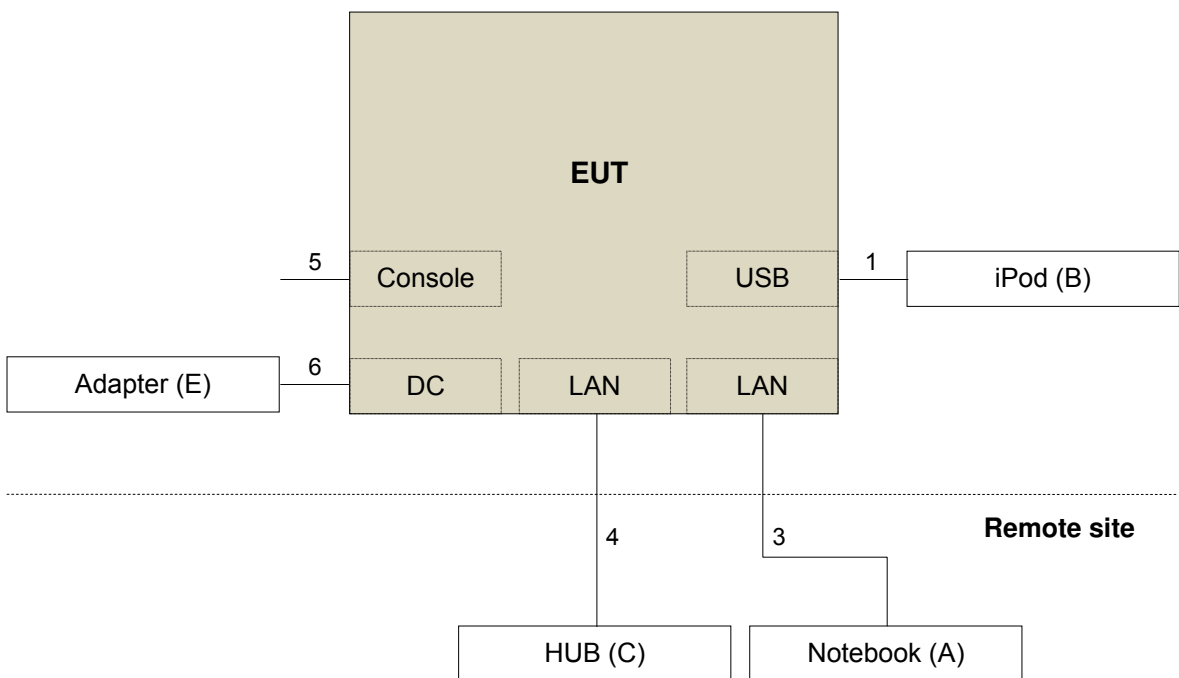 EUT
5
Console
USB
1
iPod (B)
Adapter (E)
6
DC
LAN
LAN
Remote site
4
3
HUB (C)
Notebook (A)